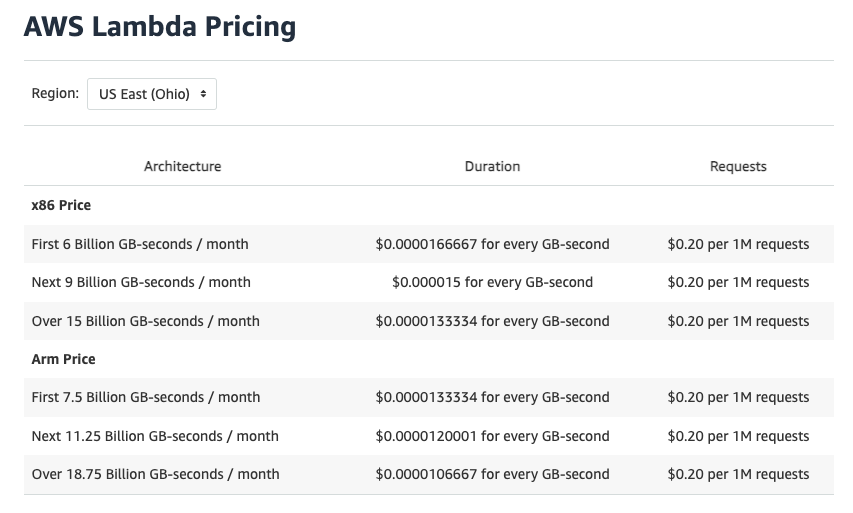 AWS Lambda Pricing
Region: US East (Ohio)
Architecture Duration Requests
x86 Price
First 6 Billion GB-seconds / month $0.0000166667 for every GB-second $0.20 per 1M requests
Next 9 Billion GB-seconds / month $0.000015 for every GB-second $0.20 per 1M requests
Over 15 Billion GB-seconds / month $0.0000133334 for every GB-second $0.20 per 1M requests
Arm Price
First 7.5 Billion GB-seconds / month $0.0000133334 for every GB-second $0.20 per 1M requests
Next 11.25 Billion GB-seconds / month $0.0000120001 for every GB-second $0.20 per 1M requests
Over 18.75 Billion GB-seconds / month $0.0000106667 for every GB-second $0.20 per 1M requests